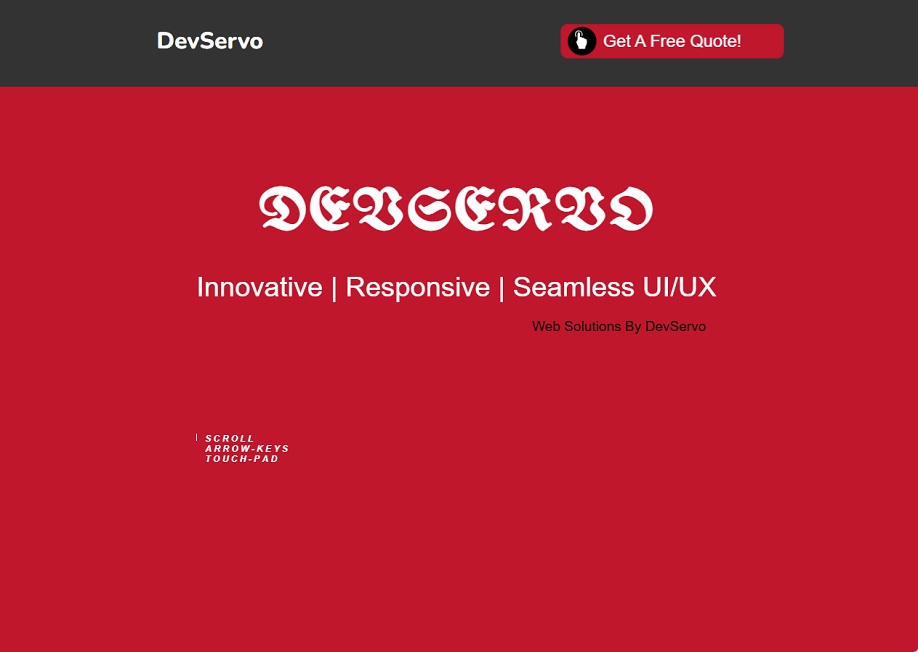 DevServo
Get A Free Quote!
DEVSERVO
Innovative | Responsive | Seamless UI/UX
Web Solutions By DevServo
SCROLL
ARROW-KEYS
TOUCH-PAD